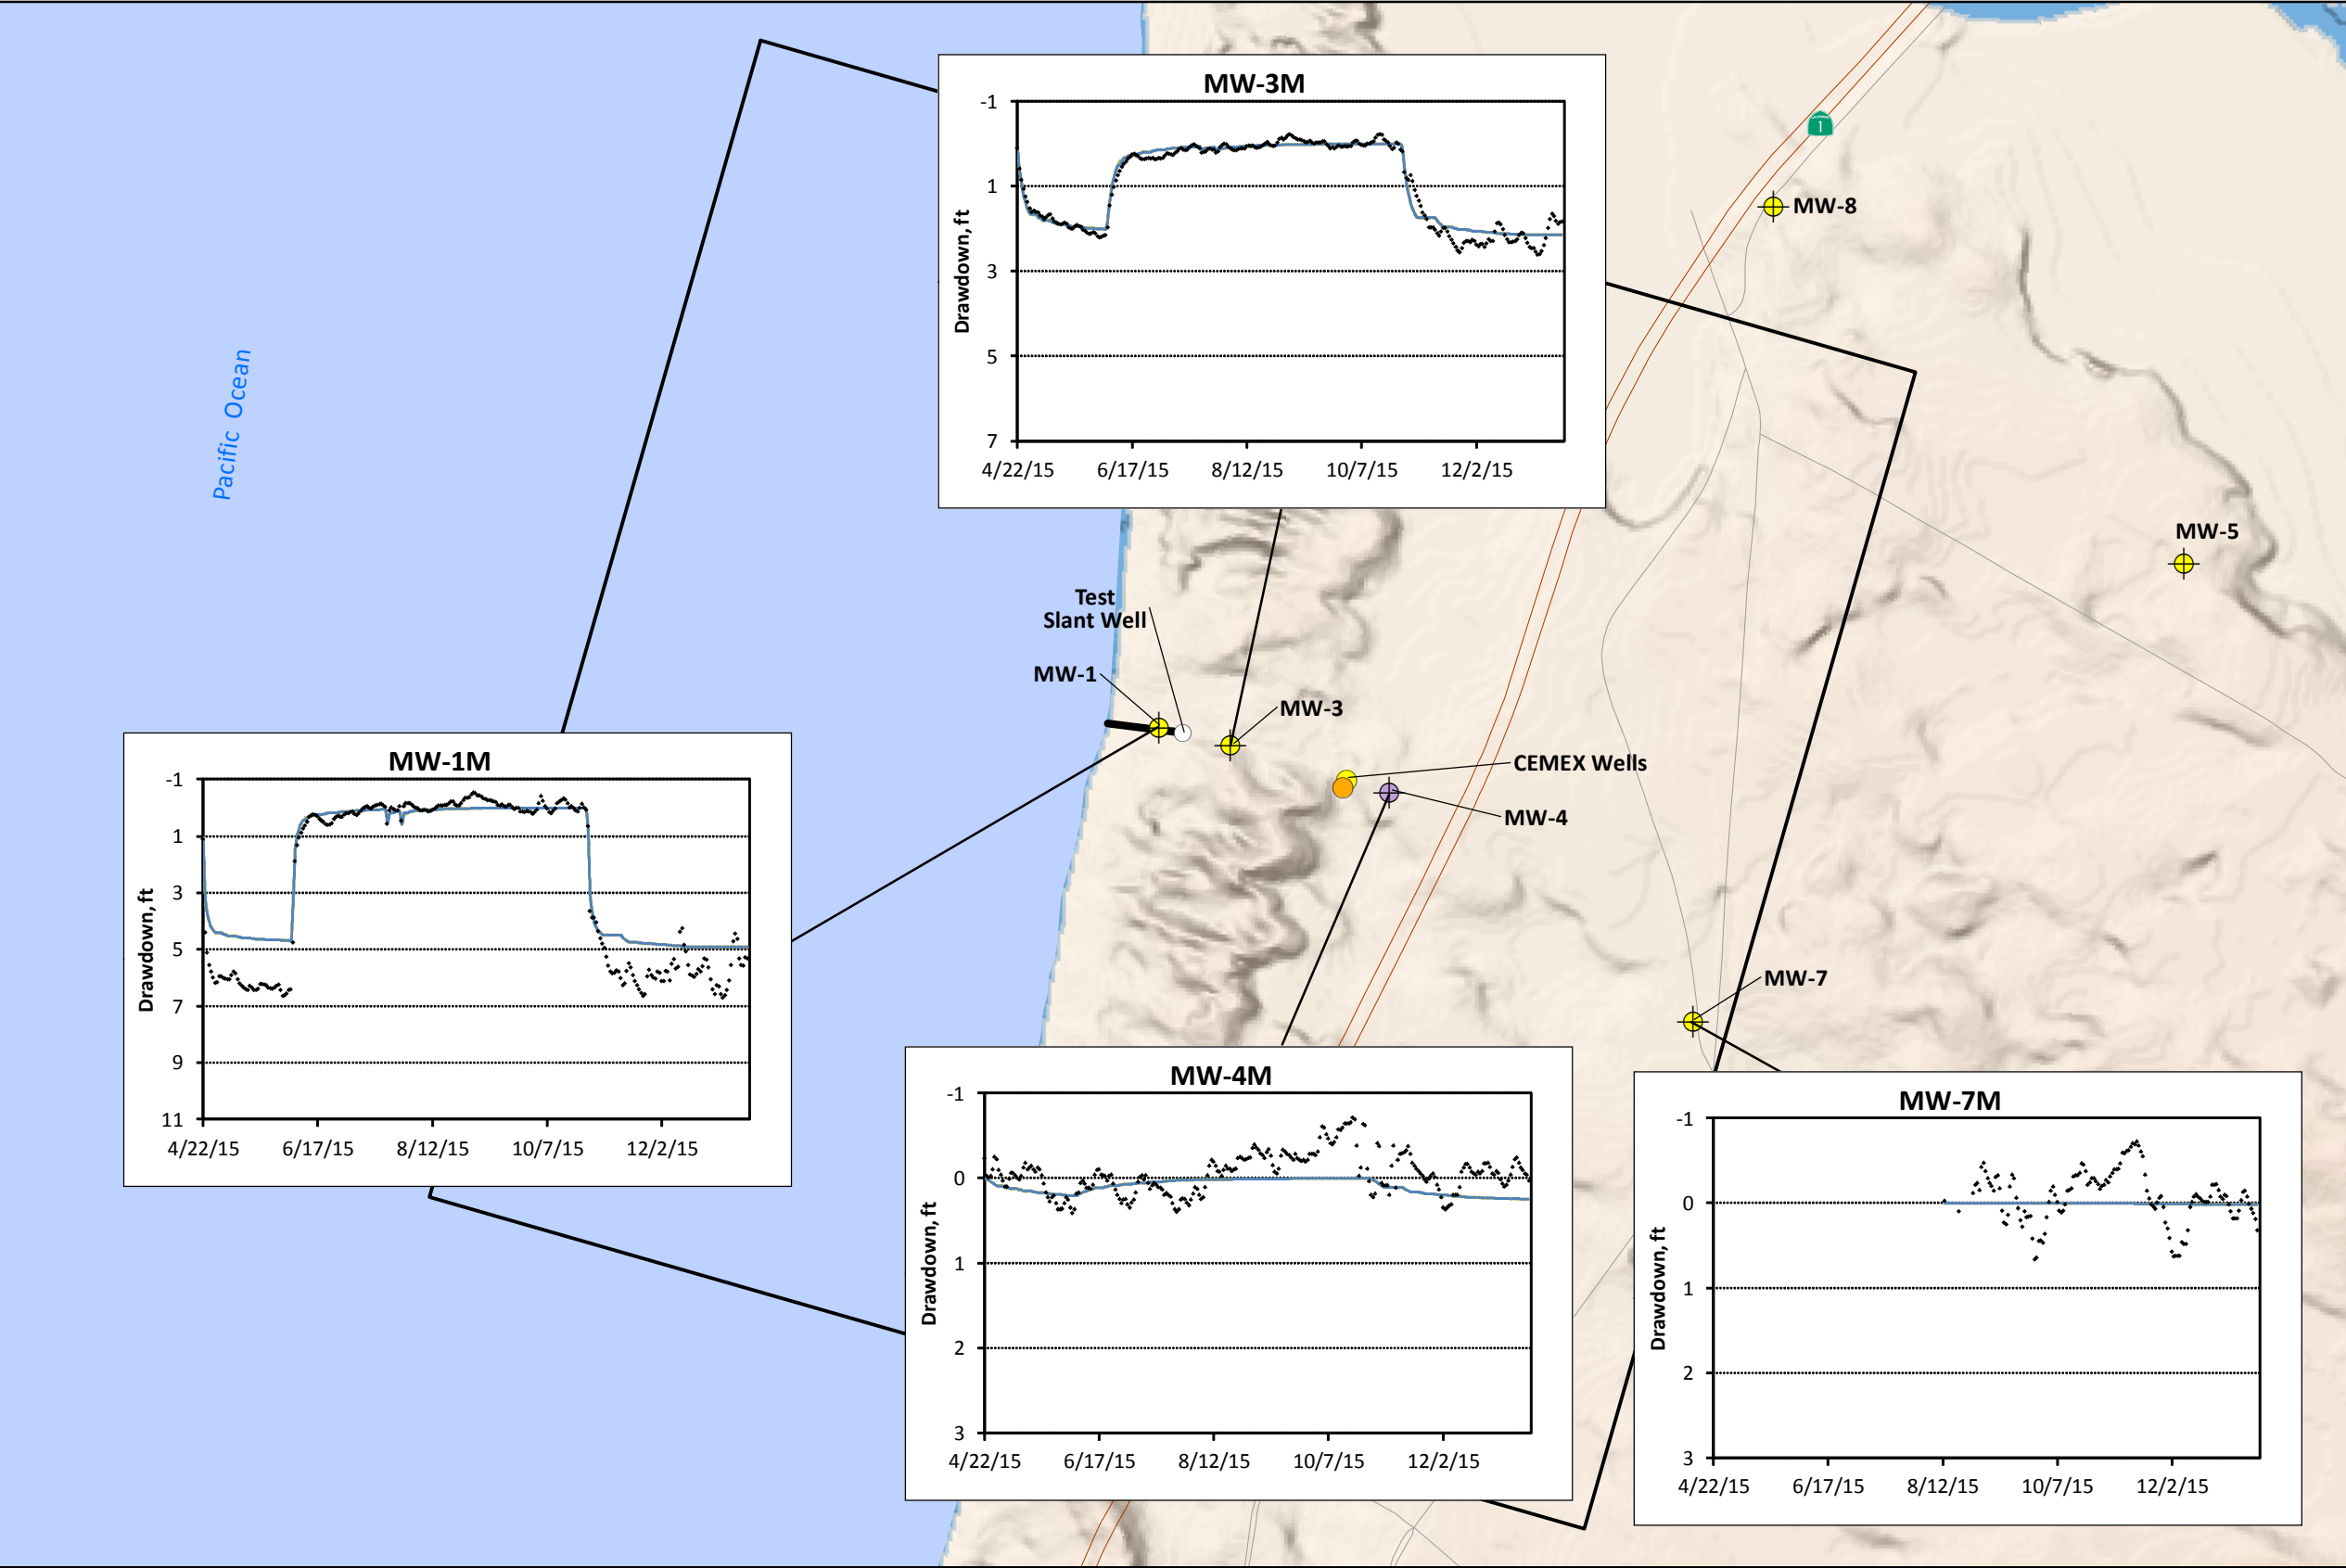 MW-3M
Drawdown, ft
-1
1
3
5
7
4/22/15 6/17/15 8/12/15 10/7/15 12/2/15
1
MW-8
Pacific Ocean
MW-5
Test
Slant Well
MW-1
MW-3
CEMEX Wells
MW-4
MW-7
MW-1M
Drawdown, ft
-1
1
3
5
7
9
11
4/22/15 6/17/15 8/12/15 10/7/15 12/2/15
MW-4M
Drawdown, ft
-1
0
1
2
3
4/22/15 6/17/15 8/12/15 10/7/15 12/2/15
MW-7M
Drawdown, ft
-1
0
1
2
3
4/22/15 6/17/15 8/12/15 10/7/15 12/2/15